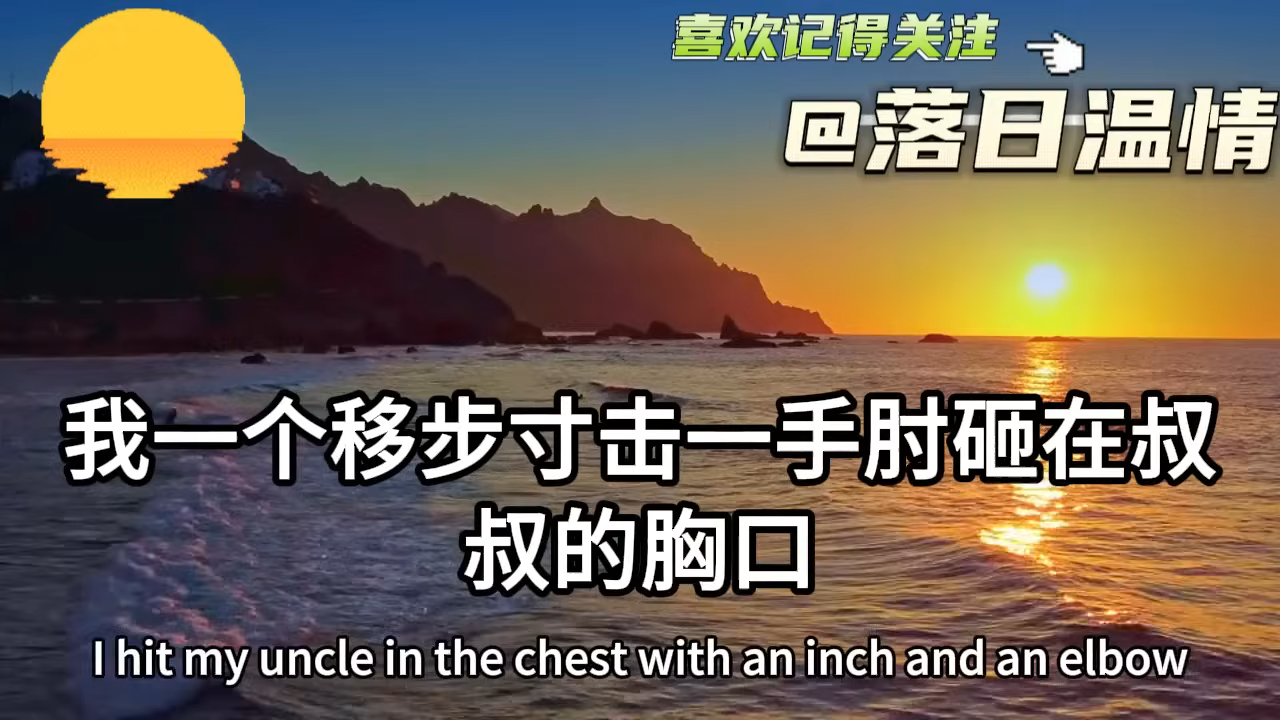 喜欢记得关注
@落日温情
我一个移步寸击一手肘砸在叔
叔的胸口
I hit my uncle in the chest with an inch and an elbow